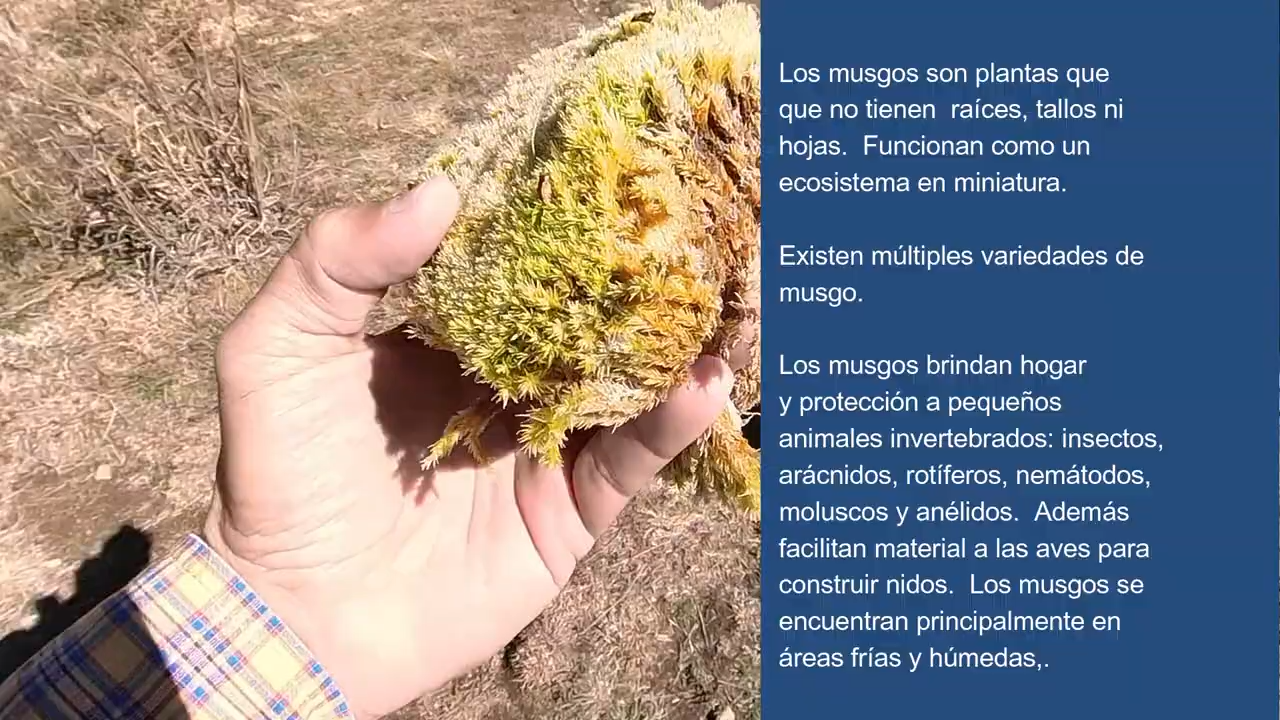 Los musgos son plantas que
que no tienen  raíces, tallos ni
hojas.  Funcionan como un
ecosistema en miniatura.
Existen múltiples variedades de
musgo.
Los musgos brindan hogar
y protección a pequeños
animales invertebrados: insectos,
arácnidos, rotíferos, nemátodos,
moluscos y anélidos.  Además
facilitan material a las aves para
construir nidos.  Los musgos se
encuentran principalmente en
áreas frías y húmedas,.